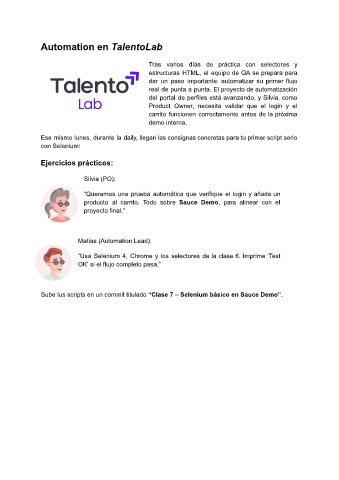 Automation en TalentoLab
Tras varios días de práctica con selectores y
estructuras HTML, el equipo de QA se prepara para
dar un paso importante: automatizar su primer flujo
real de punta a punta. El proyecto de automatización
del portal de perfiles está avanzando, y Silvia, como
Product Owner, necesita validar que el login y el
carrito funcionen correctamente antes de la próxima
demo interna.
Talento
Lab
Ese mismo lunes, durante la daily, llegan las consignas concretas para tu primer script serio
con Selenium:
Ejercicios prácticos:
Silvia (PO):
"Queremos una prueba automática que verifique el login y añada un
producto al carrito. Todo sobre Sauce Demo, para alinear con el
proyecto final."
Matías (Automation Lead):
"Usa Selenium 4, Chrome y los selectores de la clase 6. Imprime 'Test
OK' si el flujo completo pasa."
Sube tus scripts en un commit titulado "Clase 7 – Selenium básico en Sauce Demo".